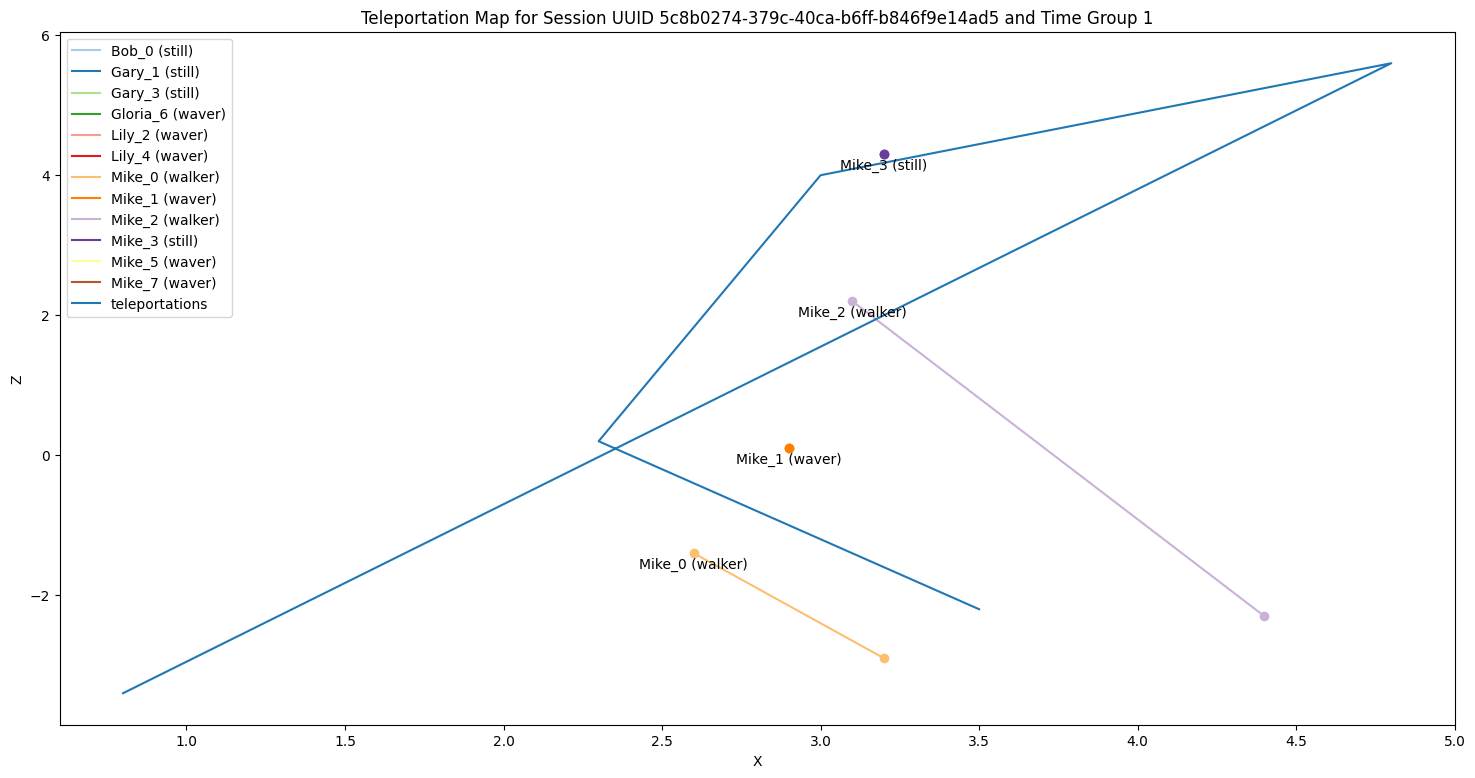 Teleportation Map for Session UUID 5c8b0274-379c-40ca-b6ff-b846f9e14ad5 and Time Group 1
Bob_0 (still)
Gary_1 (still)
Gary_3 (still)
Gloria_6 (waver)
Lily_2 (waver)
Lily_4 (waver)
Mike_0 (walker)
Mike_1 (waver)
Mike_2 (walker)
Mike_3 (still)
Mike_5 (waver)
Mike_7 (waver)
teleportations
Mike_3 (still)
Mike_2 (walker)
Mike_1 (waver)
Mike_0 (walker)
6
4
2
0
−2
Z
1.0 1.5 2.0 2.5 3.0 3.5 4.0 4.5 5.0
X